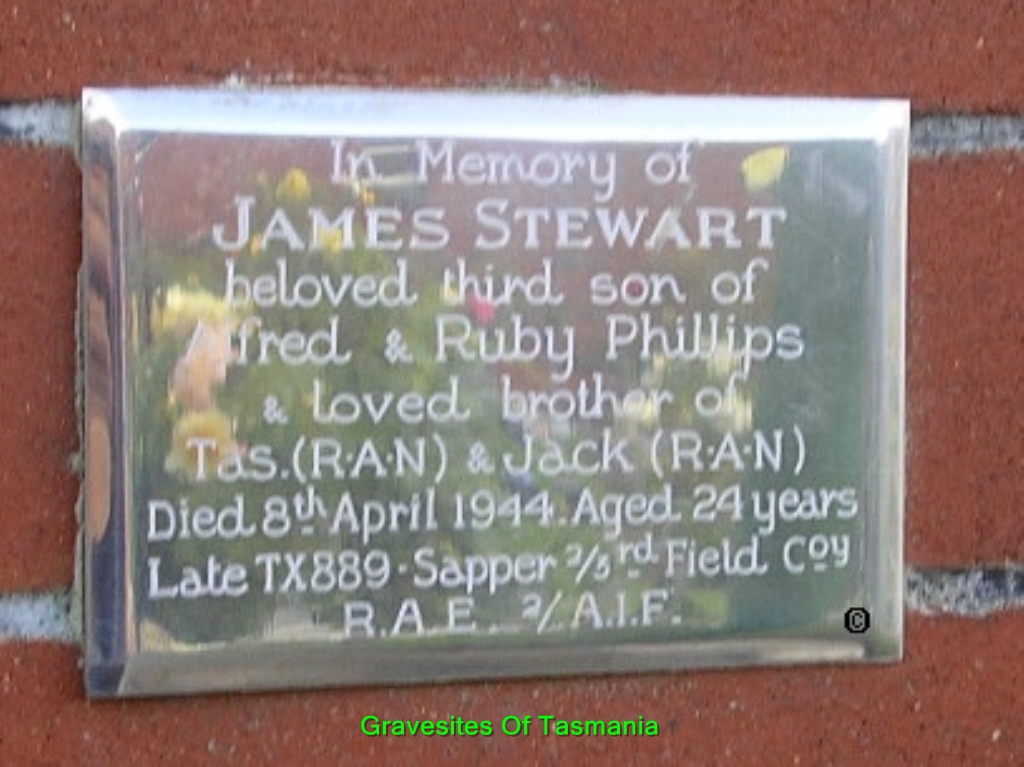 In Memory of
JAMES STEWART
beloved third son of
Alfred & Ruby Phillips
& loved brother of
Tas. (R·A·N) & Jack (R·A·N)
Died 8th April 1944. Aged 24 years
Late TX889 · Sapper 2/3rd Field Coy
R.A.E. 2/A.I.F.
©
Gravesites Of Tasmania